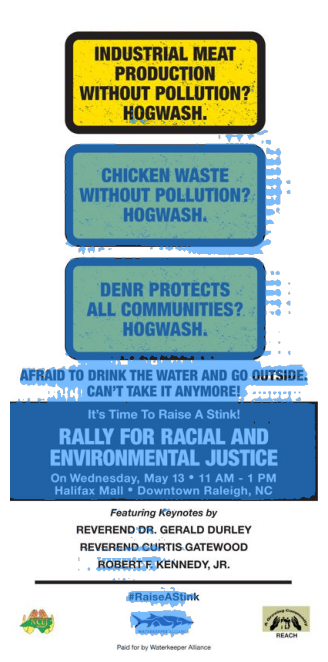 INDUSTRIAL MEAT
PRODUCTION
WITHOUT POLLUTION?
HOGWASH.
CHICKEN WASTE
WITHOUT POLLUTION?
HOGWASH.
DENR PROTECTS
ALL COMMUNITIES?
HOGWASH.
AFRAID TO DRINK THE WATER AND GO OUTSIDE.
CAN'T TAKE IT ANYMORE!
It's Time To Raise A Stink!
RALLY FOR RACIAL AND
ENVIRONMENTAL JUSTICE
On Wednesday, May 13 • 11 AM - 1 PM
Halifax Mall • Downtown Raleigh, NC
Featuring Keynotes by
REVEREND DR. GERALD DURLEY
REVEREND CURTIS GATEWOOD
ROBERT F. KENNEDY, JR.
#RaiseAStink
REACH
Paid for by Waterkeeper Alliance